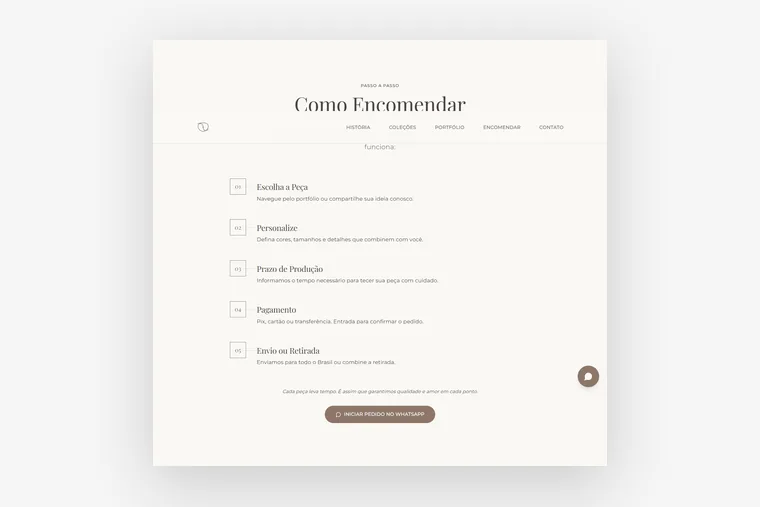 PASSO A PASSO
Como Encomendar
HISTÓRIA COLEÇÕES PORTFÓLIO ENCOMENDAR CONTATO
funciona:
01 Escolha a Peça
Navegue pelo portfólio ou compartilhe sua ideia conosco.
02 Personalize
Defina cores, tamanhos e detalhes que combinem com você.
03 Prazo de Produção
Informamos o tempo necessário para tecer sua peça com cuidado.
04 Pagamento
Pix, cartão ou transferência. Entrada para confirmar o pedido.
05 Envio ou Retirada
Enviamos para todo o Brasil ou combine a retirada.
Cada peça leva tempo. É assim que garantimos qualidade e amor em cada ponto.
INICIAR PEDIDO NO WHATSAPP